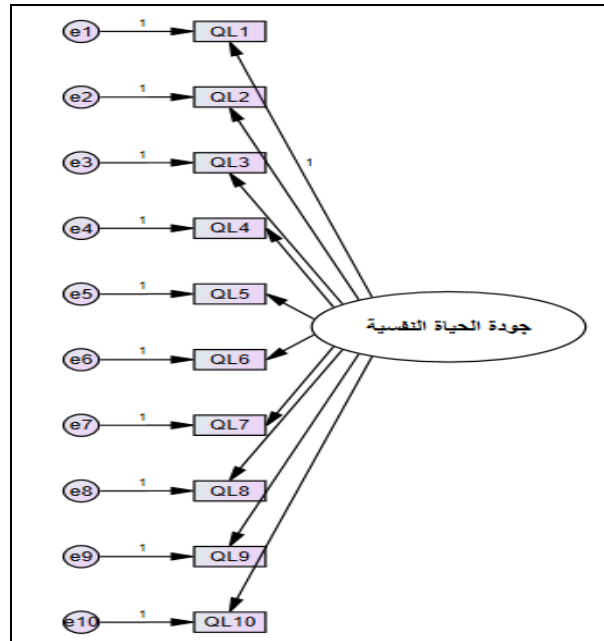 e1 1 QL1
e2 1 QL2
e3 1 QL3
1
e4 1 QL4
e5 1 QL5
جودة الحياة النفسية
e6 1 QL6
e7 1 QL7
e8 1 QL8
e9 1 QL9
e10 1 QL10